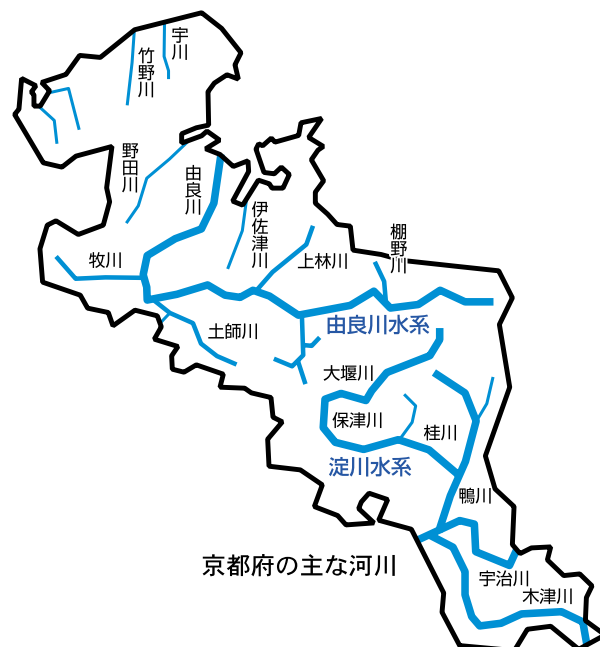 宇川
竹野川
野田川
由良川
伊佐津川
棚野川
牧川
上林川
土師川
由良川水系
大堰川
保津川
桂川
淀川水系
鴨川
京都府の主な河川
宇治川
木津川